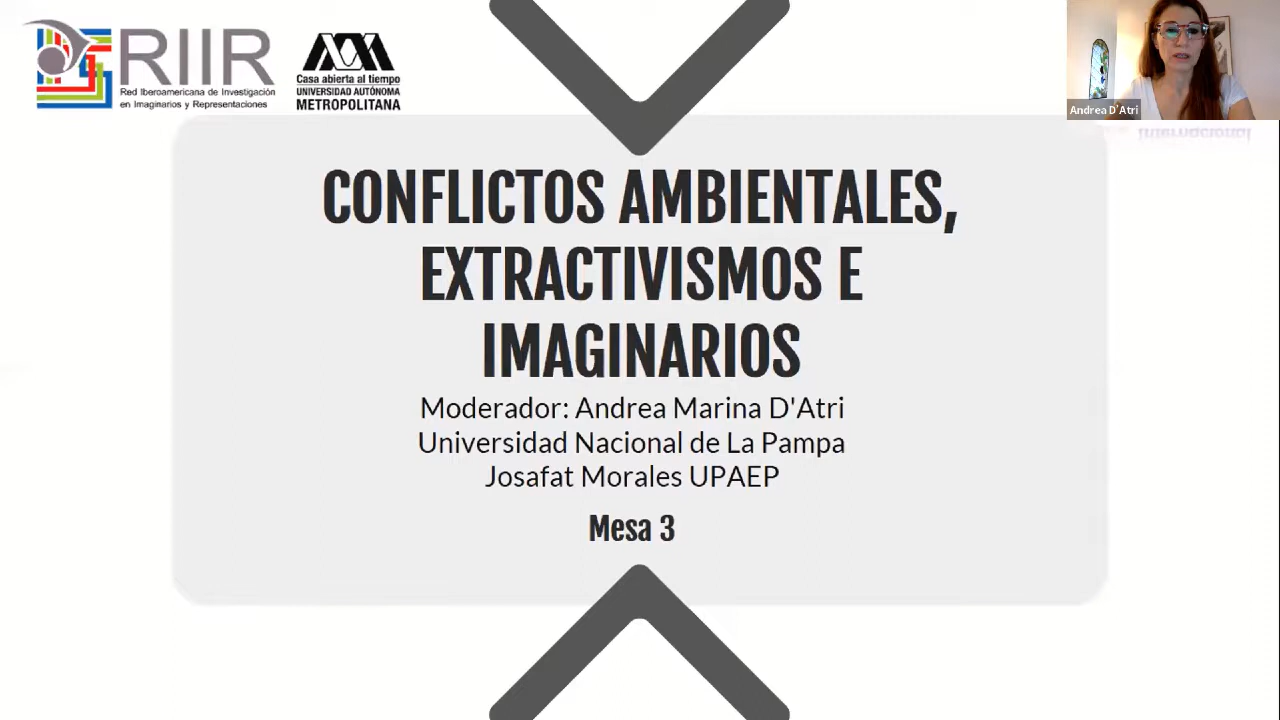 RIIR
Red Iberoamericana de Investigación
en Imaginarios y Representaciones
Casa abierta al tiempo
UNIVERSIDAD AUTÓNOMA
METROPOLITANA
Andrea D'Atri
CONFLICTOS AMBIENTALES,
EXTRACTIVISMOS E
IMAGINARIOS
Moderador: Andrea Marina D'Atri
Universidad Nacional de La Pampa
Josafat Morales UPAEP
Mesa 3